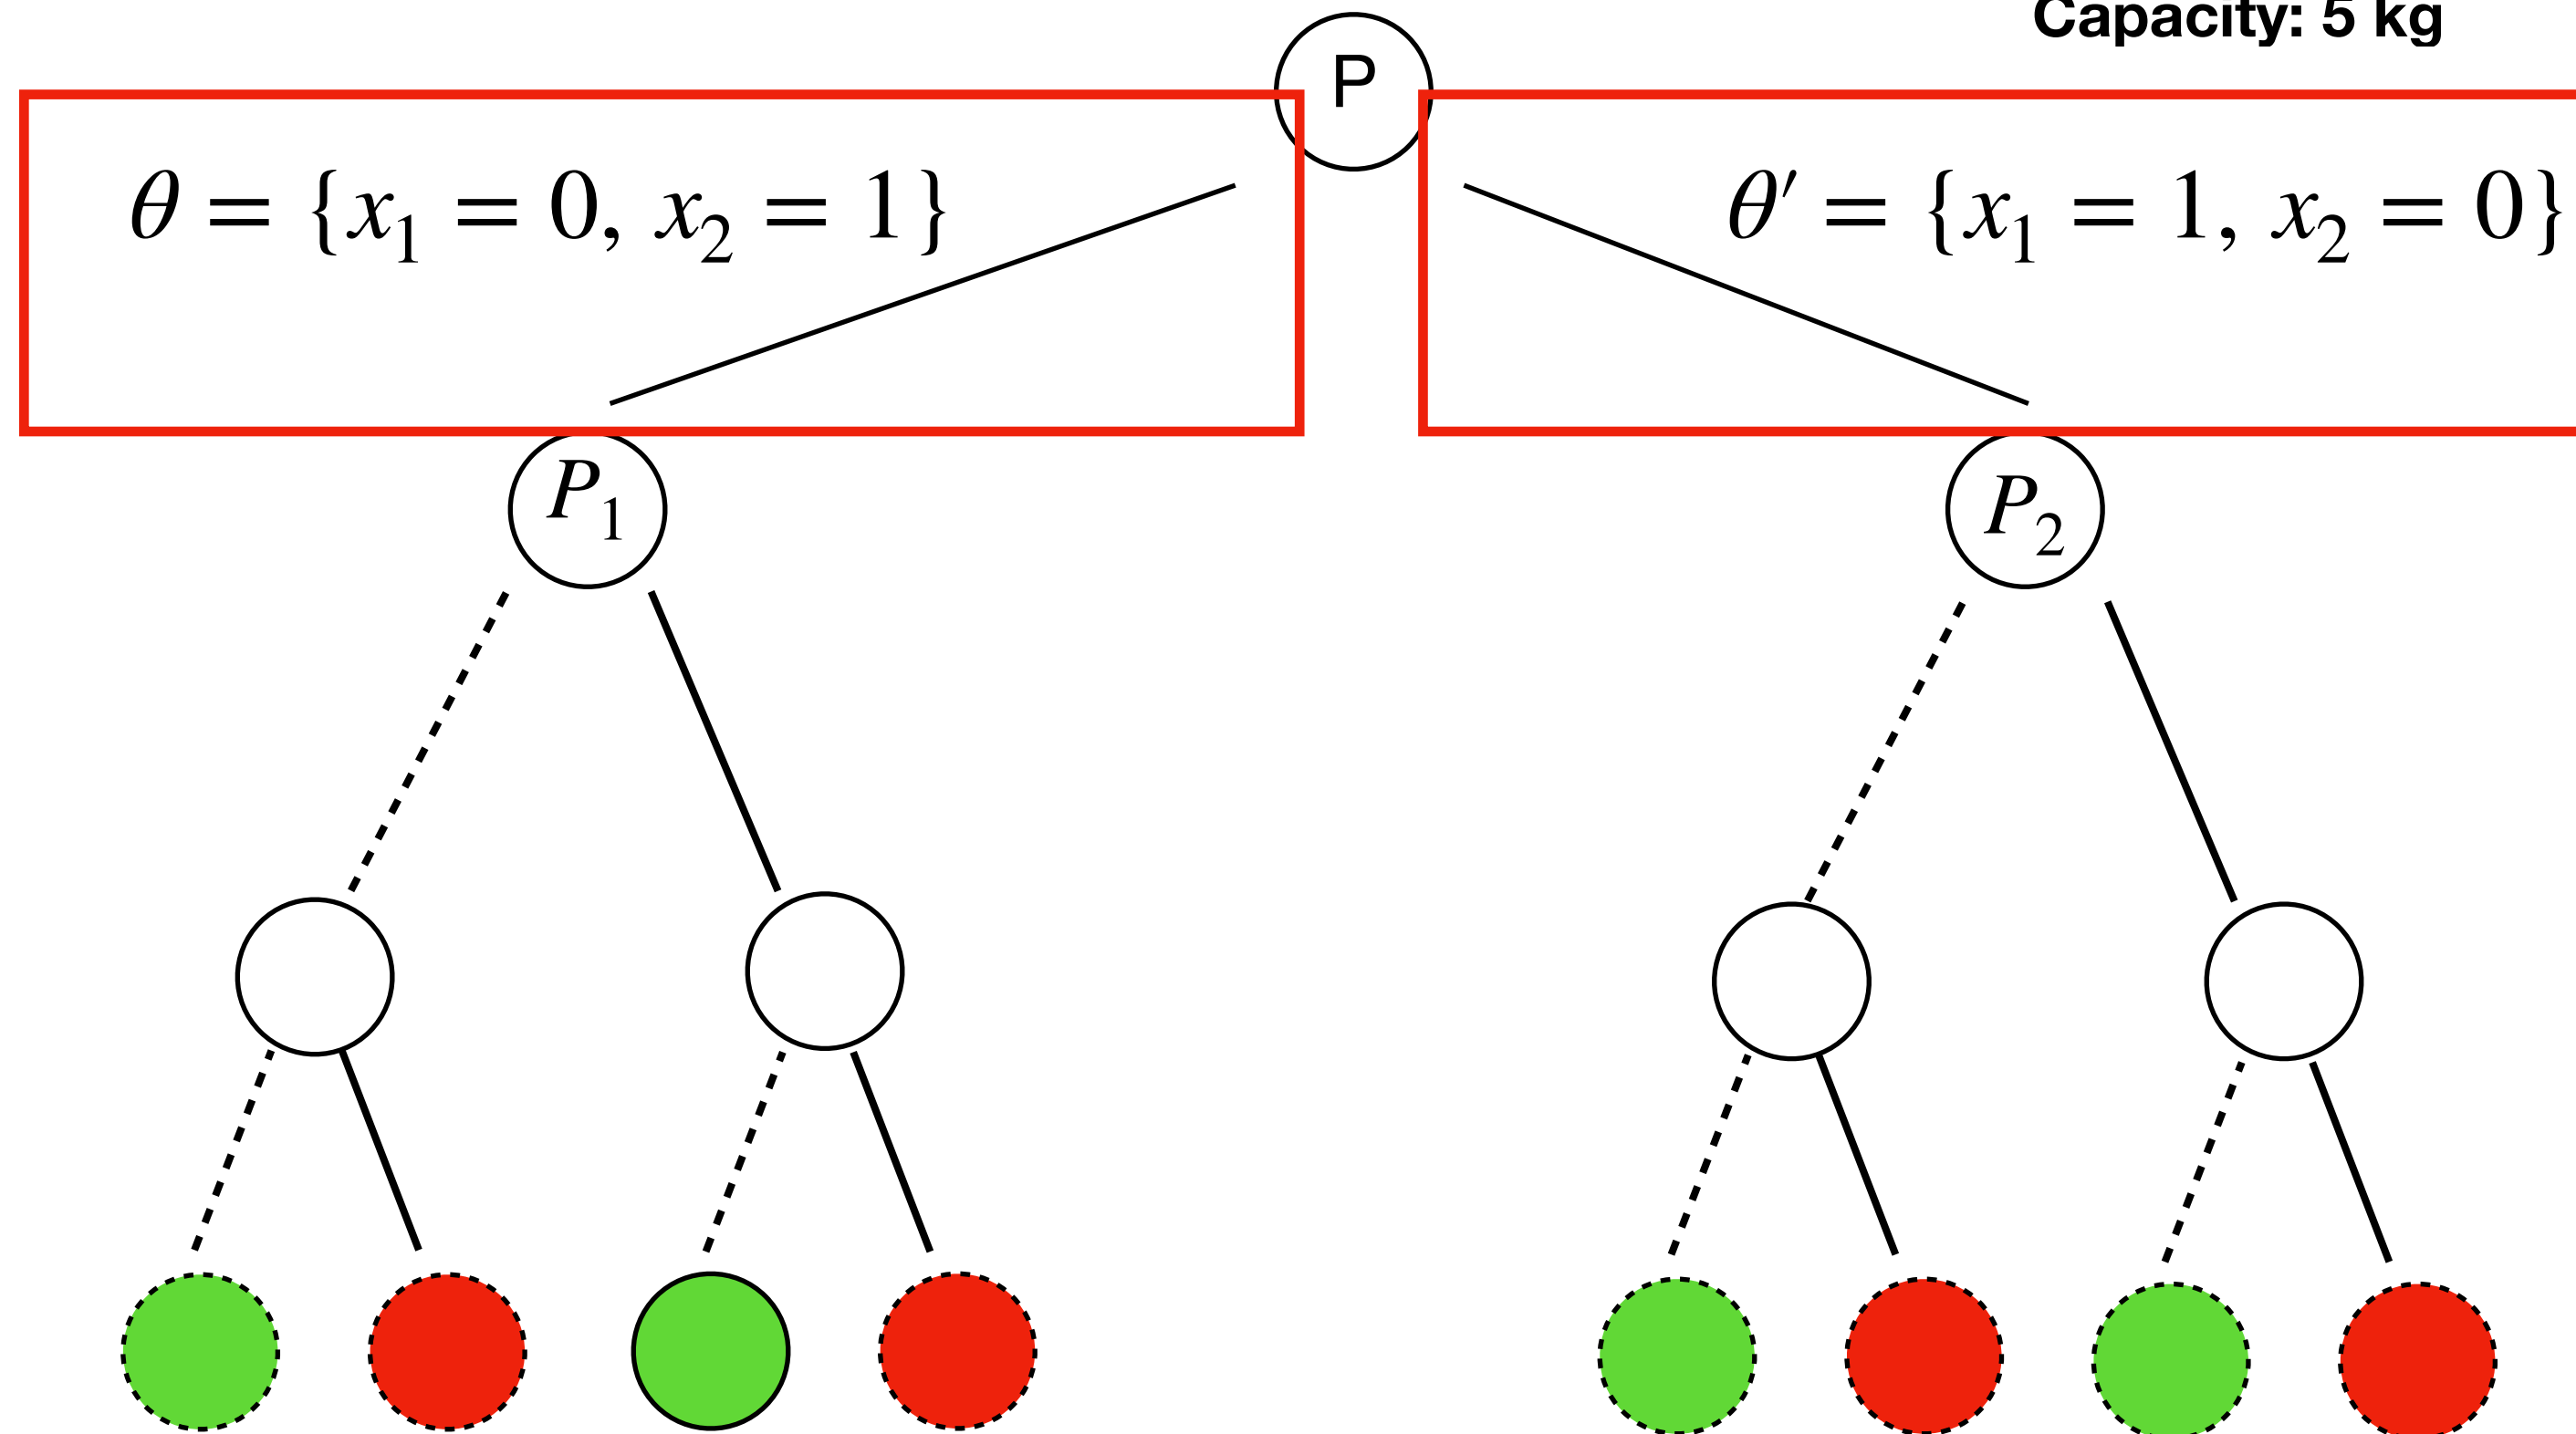 Capacity: 5 kg
P
θ = {x₁ = 0, x₂ = 1}
θ′ = {x₁ = 1, x₂ = 0}
P₁
P₂